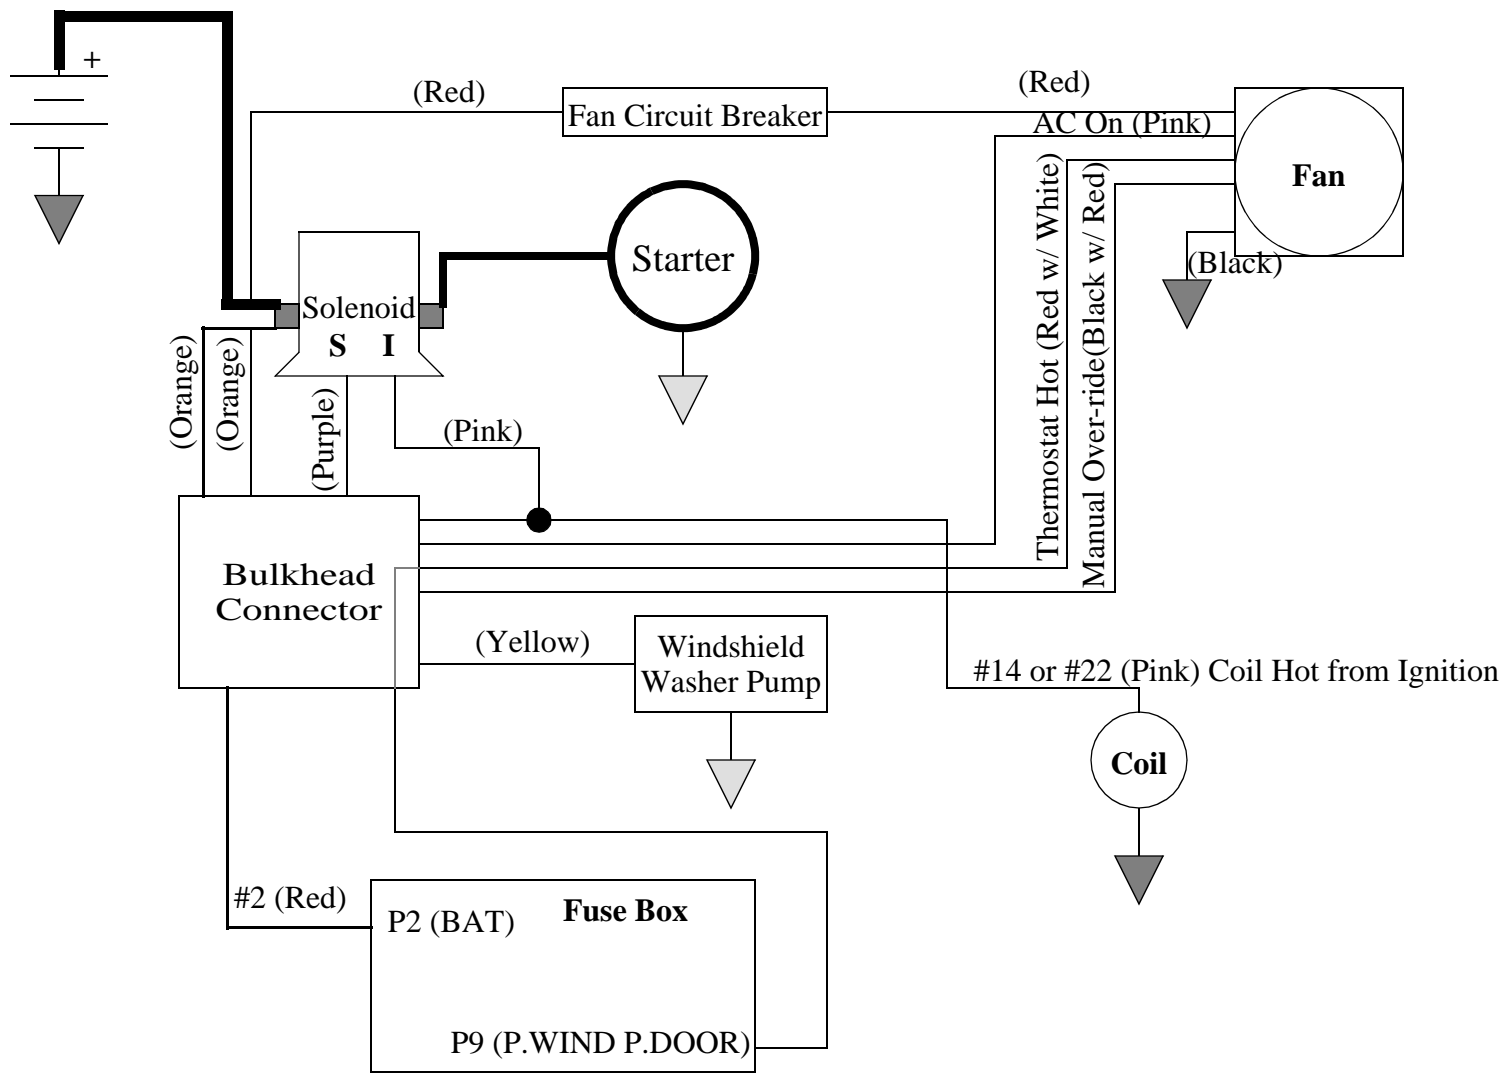 +
(Red)
(Red)
Fan Circuit Breaker
AC On (Pink)
Fan
Thermostat Hot (Red w/ White)
Manual Over-ride(Black w/ Red)
Starter
(Black)
Solenoid
S I
(Orange)
(Orange)
(Purple)
(Pink)
Bulkhead
Connector
(Yellow)
Windshield
Washer Pump
#14 or #22 (Pink) Coil Hot from Ignition
Coil
#2 (Red)
P2 (BAT)
Fuse Box
P9 (P.WIND P.DOOR)